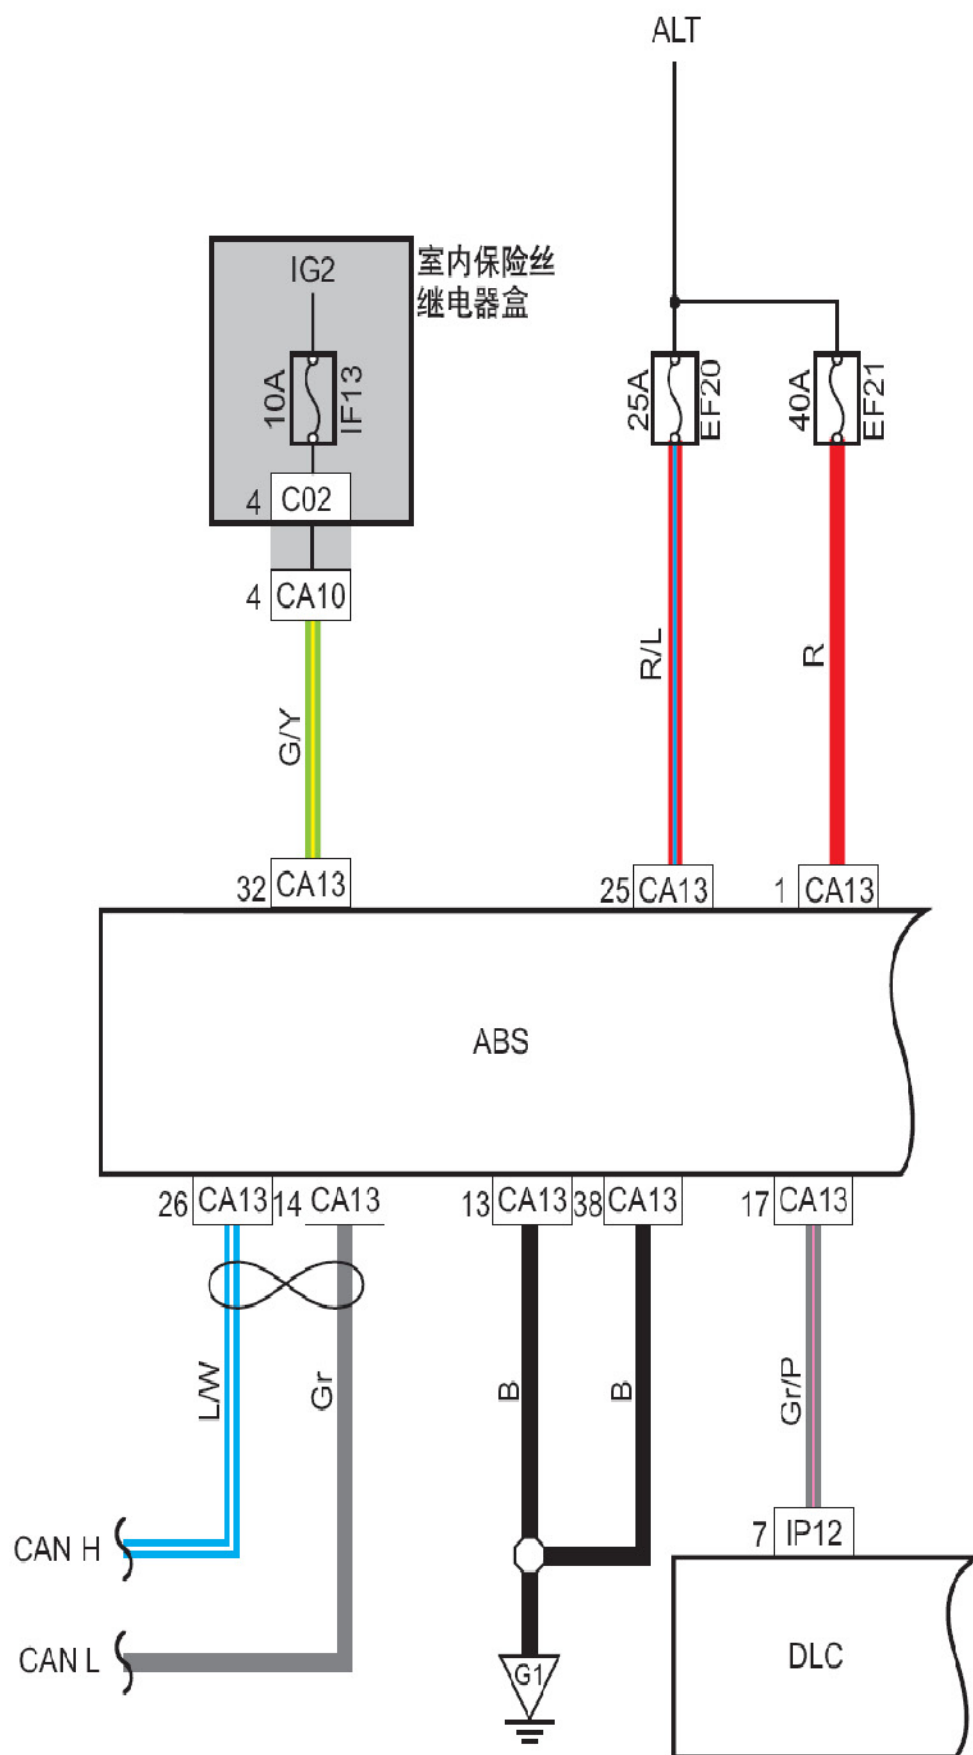 ALT
室内保险丝
继电器盒
IG2
10A
IF13
25A
EF20
40A
EF21
4
C02
4
CA10
G/Y
R/L
R
32
CA13
25
CA13
1
CA13
ABS
26
CA13
14
CA13
13
CA13
38
CA13
17
CA13
L/W
Gr
B
B
Gr/P
CAN H
7
IP12
CAN L
G1
DLC